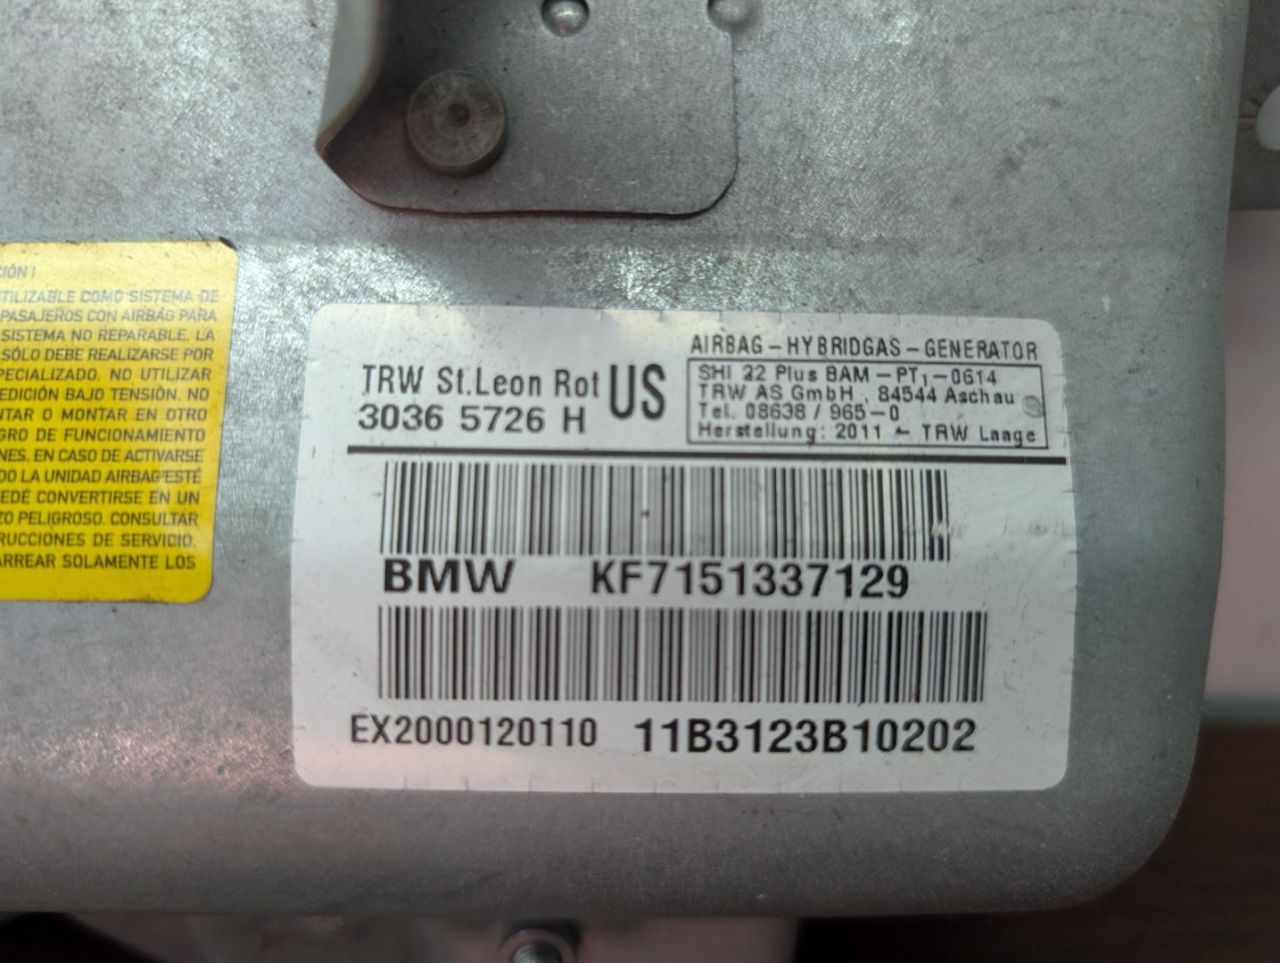 CIÓN!
TILIZABLE COMO SISTEMA DE
PASAJEROS CON AIRBAG PARA
SISTEMA NO REPARABLE. LA
SÓLO DEBE REALIZARSE POR
PECIALIZADO. NO UTILIZAR
EDICIÓN BAJO TENSIÓN. NO
NTAR O MONTAR EN OTRO
GRO DE FUNCIONAMIENTO
NES. EN CASO DE ACTIVARSE
DO LA UNIDAD AIRBAG ESTÉ
EDÉ CONVERTIRSE EN UN
ZO PELIGROSO. CONSULTAR
RUCCIONES DE SERVICIO.
ARREAR SOLAMENTE LOS
TRW St.Leon Rot US
3036 5726 H
AIRBAG-HYBRIDGAS-GENERATOR
SHI 22 Plus BAM-PT₁-0614
TRW AS GmbH, 84544 Aschau
Tel. 08638/965-0
Herstellung: 2011 - TRW Laage
BMW KF7151337129
EX2000120110 11B3123B10202